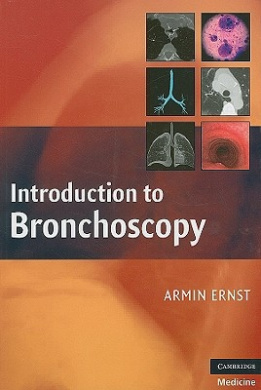 Introduction to
Bronchoscopy
ARMIN ERNST
CAMBRIDGE
Medicine